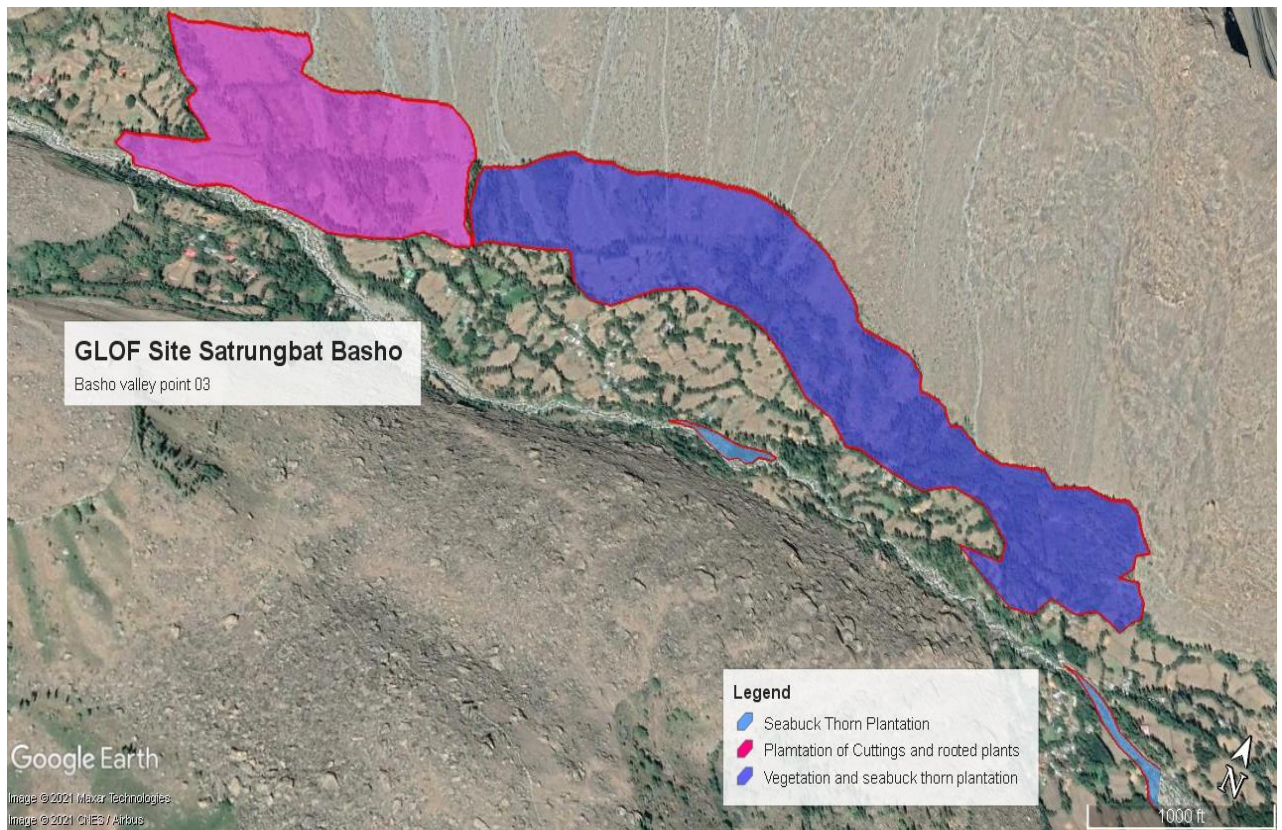 GLOF Site Satrungbat Basho
Basho valley point 03
Legend
Seabuck Thorn Plantation
Plamtation of Cuttings and rooted plants
Vegetation and seabuck thorn plantation
Google Earth
N
Image © 2021 Maxar Technologies
Image © 2021 CNES / Airbus
1000 ft